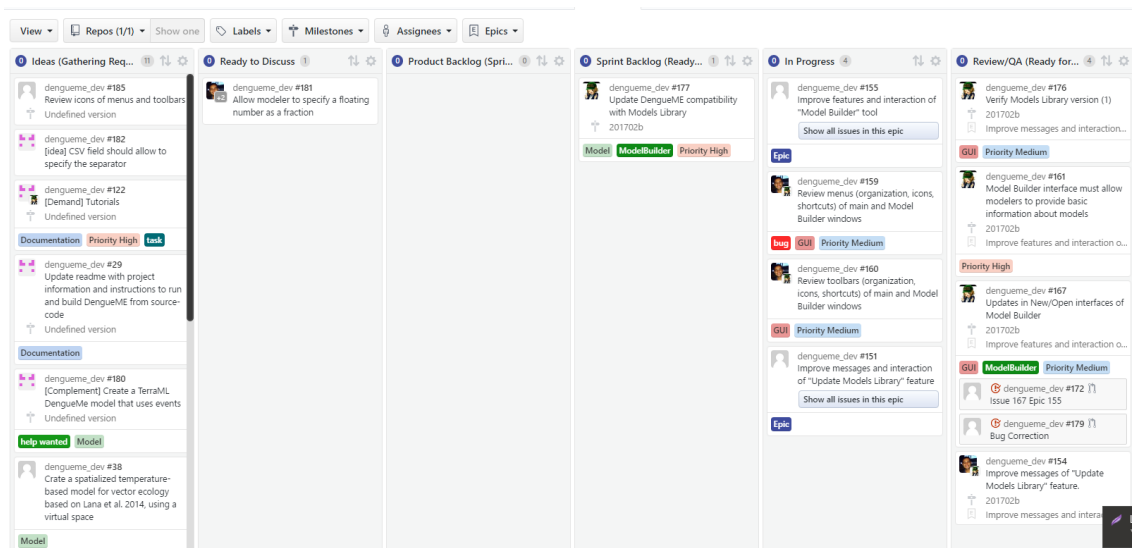 View Repos (1/1) Show one Labels Milestones Assignees Epics
0 Ideas (Gathering Req... 11
dengueme_dev #185
Review icons of menus and toolbars
Undefined version
dengueme_dev #182
[idea] CSV field should allow to
specify the separator
dengueme_dev #122
[Demand] Tutorials
Undefined version
Documentation Priority High task
dengueme_dev #29
Update readme with project
information and instructions to run
and build DengueME from source-
code
Undefined version
Documentation
dengueme_dev #180
[Complement] Create a TerraML
DengueMe model that uses events
Undefined version
help wanted Model
dengueme_dev #38
Crate a spatialized temperature-
based model for vector ecology
based on Lana et al. 2014, using a
virtual space
Model
0 Ready to Discuss 1
+2
dengueme_dev #181
Allow modeler to specify a floating
number as a fraction
0 Product Backlog (Spri... 0
0 Sprint Backlog (Ready... 1
dengueme_dev #177
Update DengueME compatibility
with Models Library
201702b
Model ModelBuilder Priority High
0 In Progress 4
dengueme_dev #155
Improve features and interaction of
"Model Builder" tool
Show all issues in this epic
Epic
dengueme_dev #159
Review menus (organization, icons,
shortcuts) of main and Model
Builder windows
bug GUI Priority Medium
dengueme_dev #160
Review toolbars (organization,
icons, shortcuts) of main and Model
Builder windows
GUI Priority Medium
dengueme_dev #151
Improve messages and interaction
of "Update Models Library" feature
Show all issues in this epic
Epic
0 Review/QA (Ready for... 4
dengueme_dev #176
Verify Models Library version (1)
201702b
Improve messages and interaction...
GUI Priority Medium
dengueme_dev #161
Model Builder interface must allow
modelers to provide basic
information about models
201702b
Improve features and interaction o...
Priority High
dengueme_dev #167
Updates in New/Open interfaces of
Model Builder
201702b
Improve features and interaction o...
GUI ModelBuilder Priority Medium
dengueme_dev #172
Issue 167 Epic 155
dengueme_dev #179
Bug Correction
dengueme_dev #154
Improve messages of "Update
Models Library" feature.
201702b
Improve messages and intera